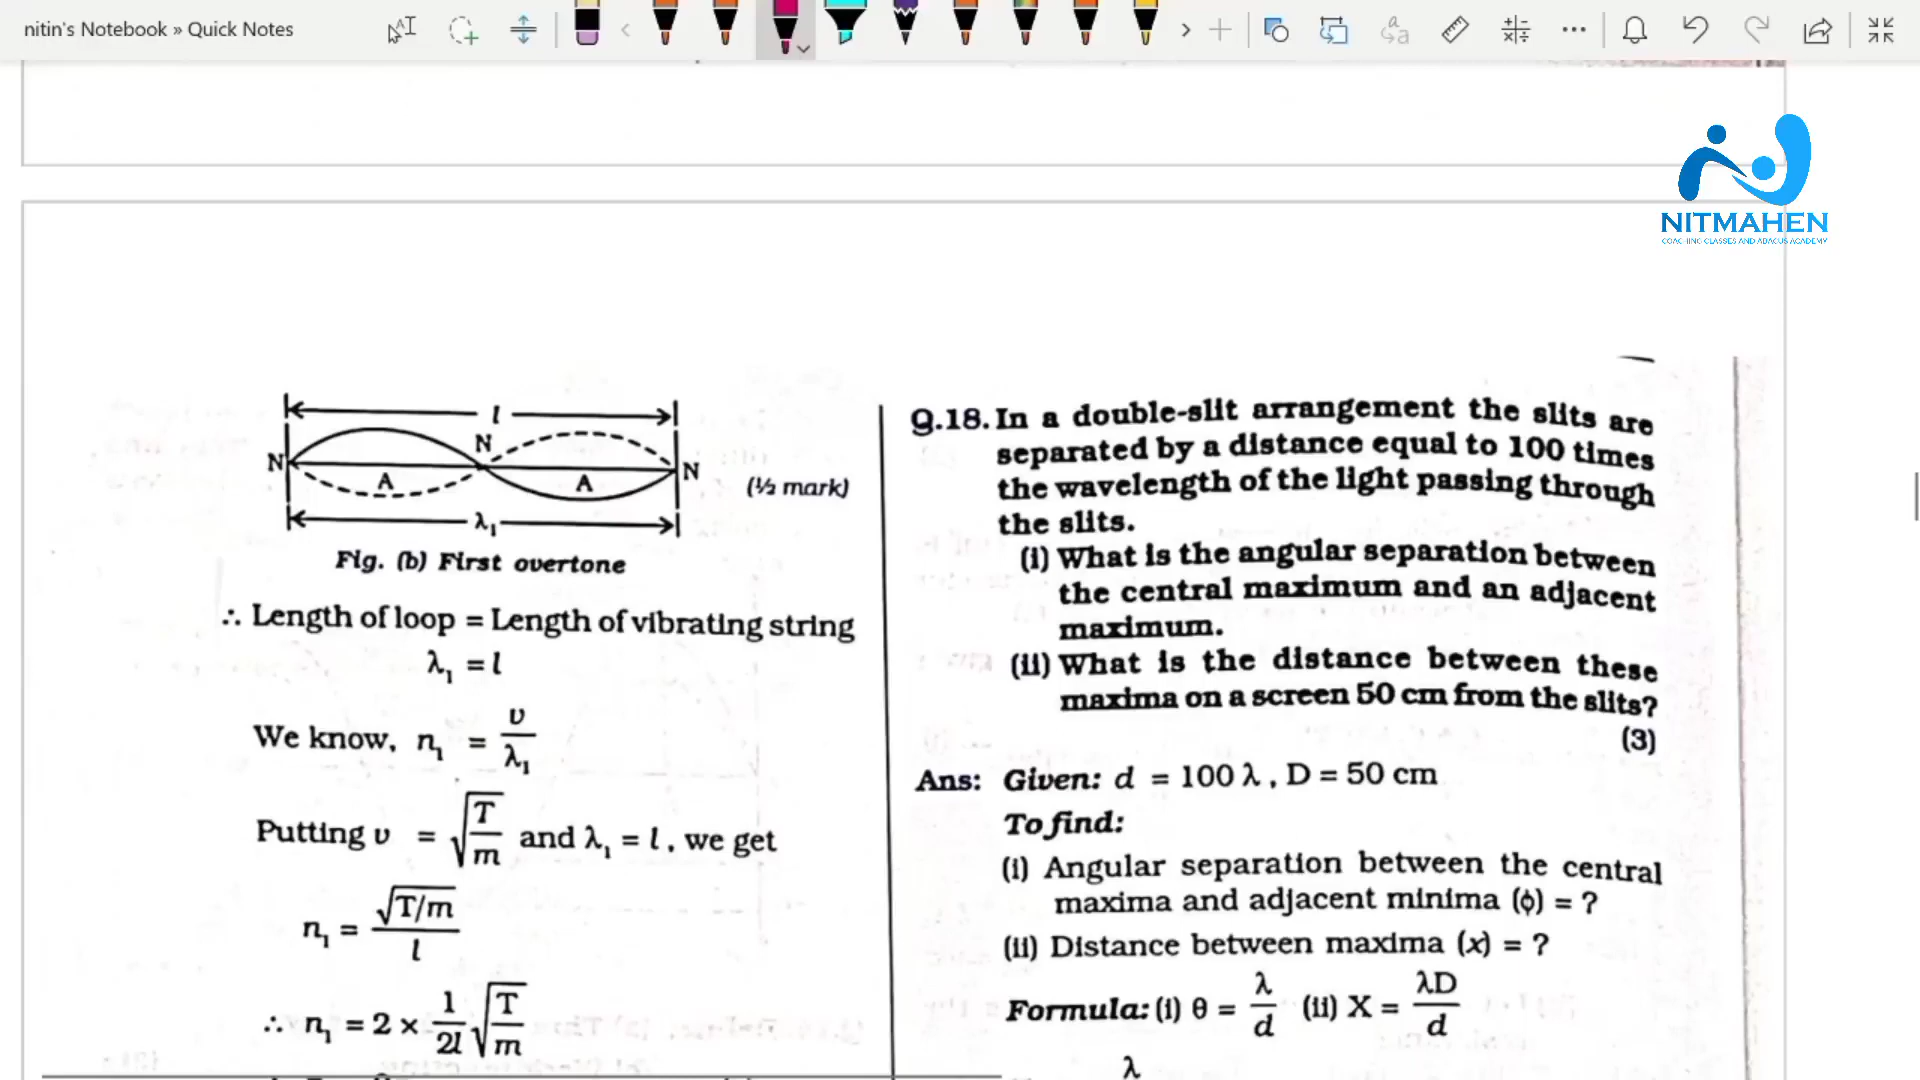 nitin's Notebook » Quick Notes
NITMAHEN
COACHING CLASSES AND ABACUS ACADEMY
l
N
N
N
A
A
(½ mark)
λ₁
Fig. (b) First overtone
∴ Length of loop = Length of vibrating string
λ₁ = l
We know, n₁ = υ/λ₁
Putting υ = √(T/m) and λ₁ = l, we get
n₁ = √T/m / l
∴ n₁ = 2 × 1/2l √(T/m)
Q.18. In a double-slit arrangement the slits are
separated by a distance equal to 100 times
the wavelength of the light passing through
the slits.
(i) What is the angular separation between
the central maximum and an adjacent
maximum.
(ii) What is the distance between these
maxima on a screen 50 cm from the slits?
(3)
Ans: Given: d = 100 λ, D = 50 cm
To find:
(i) Angular separation between the central
maxima and adjacent minima (ϕ) = ?
(ii) Distance between maxima (x) = ?
Formula: (i) θ = λ/d (ii) X = λD/d
λ